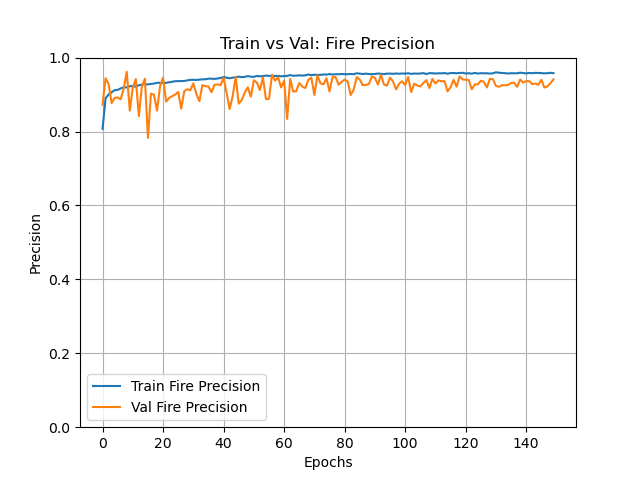 Train vs Val: Fire Precision
1.0
0.8
0.6
0.4
0.2
0.0
Precision
Train Fire Precision
Val Fire Precision
0 20 40 60 80 100 120 140
Epochs